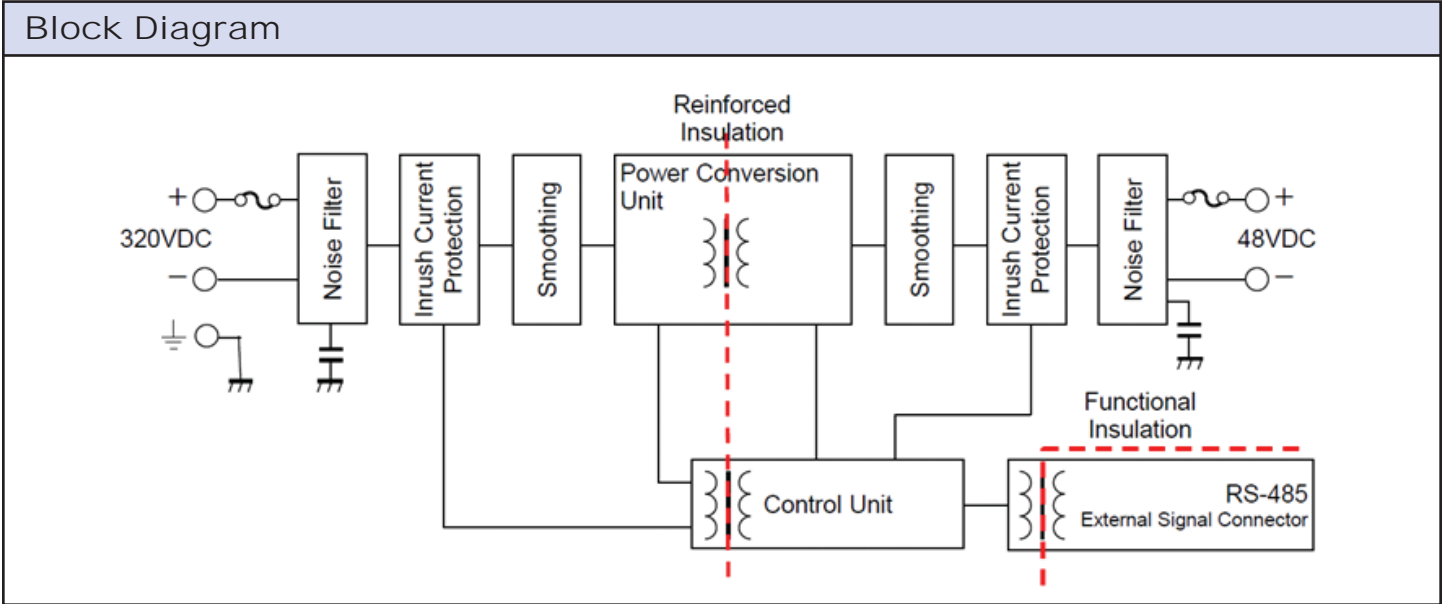 Block Diagram
Reinforced
Insulation
+
320VDC
−
Noise Filter
Inrush Current
Protection
Smoothing
Power Conversion
Unit
Smoothing
Inrush Current
Protection
Noise Filter
+
48VDC
−
Functional
Insulation
Control Unit
RS-485
External Signal Connector